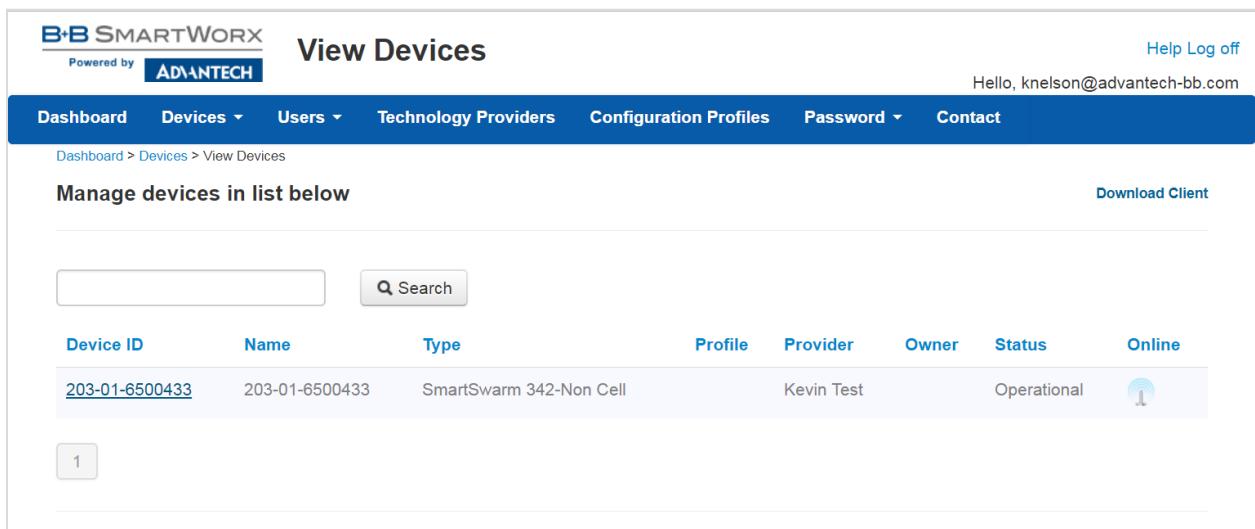 B+B SMARTWORX
Powered by ADVANTECH
View Devices
Help Log off
Hello, knelson@advantech-bb.com
Dashboard Devices Users Technology Providers Configuration Profiles Password Contact
Dashboard > Devices > View Devices
Manage devices in list below
Download Client
Search
Device ID Name Type Profile Provider Owner Status Online
203-01-6500433 203-01-6500433 SmartSwarm 342-Non Cell Kevin Test Operational
1